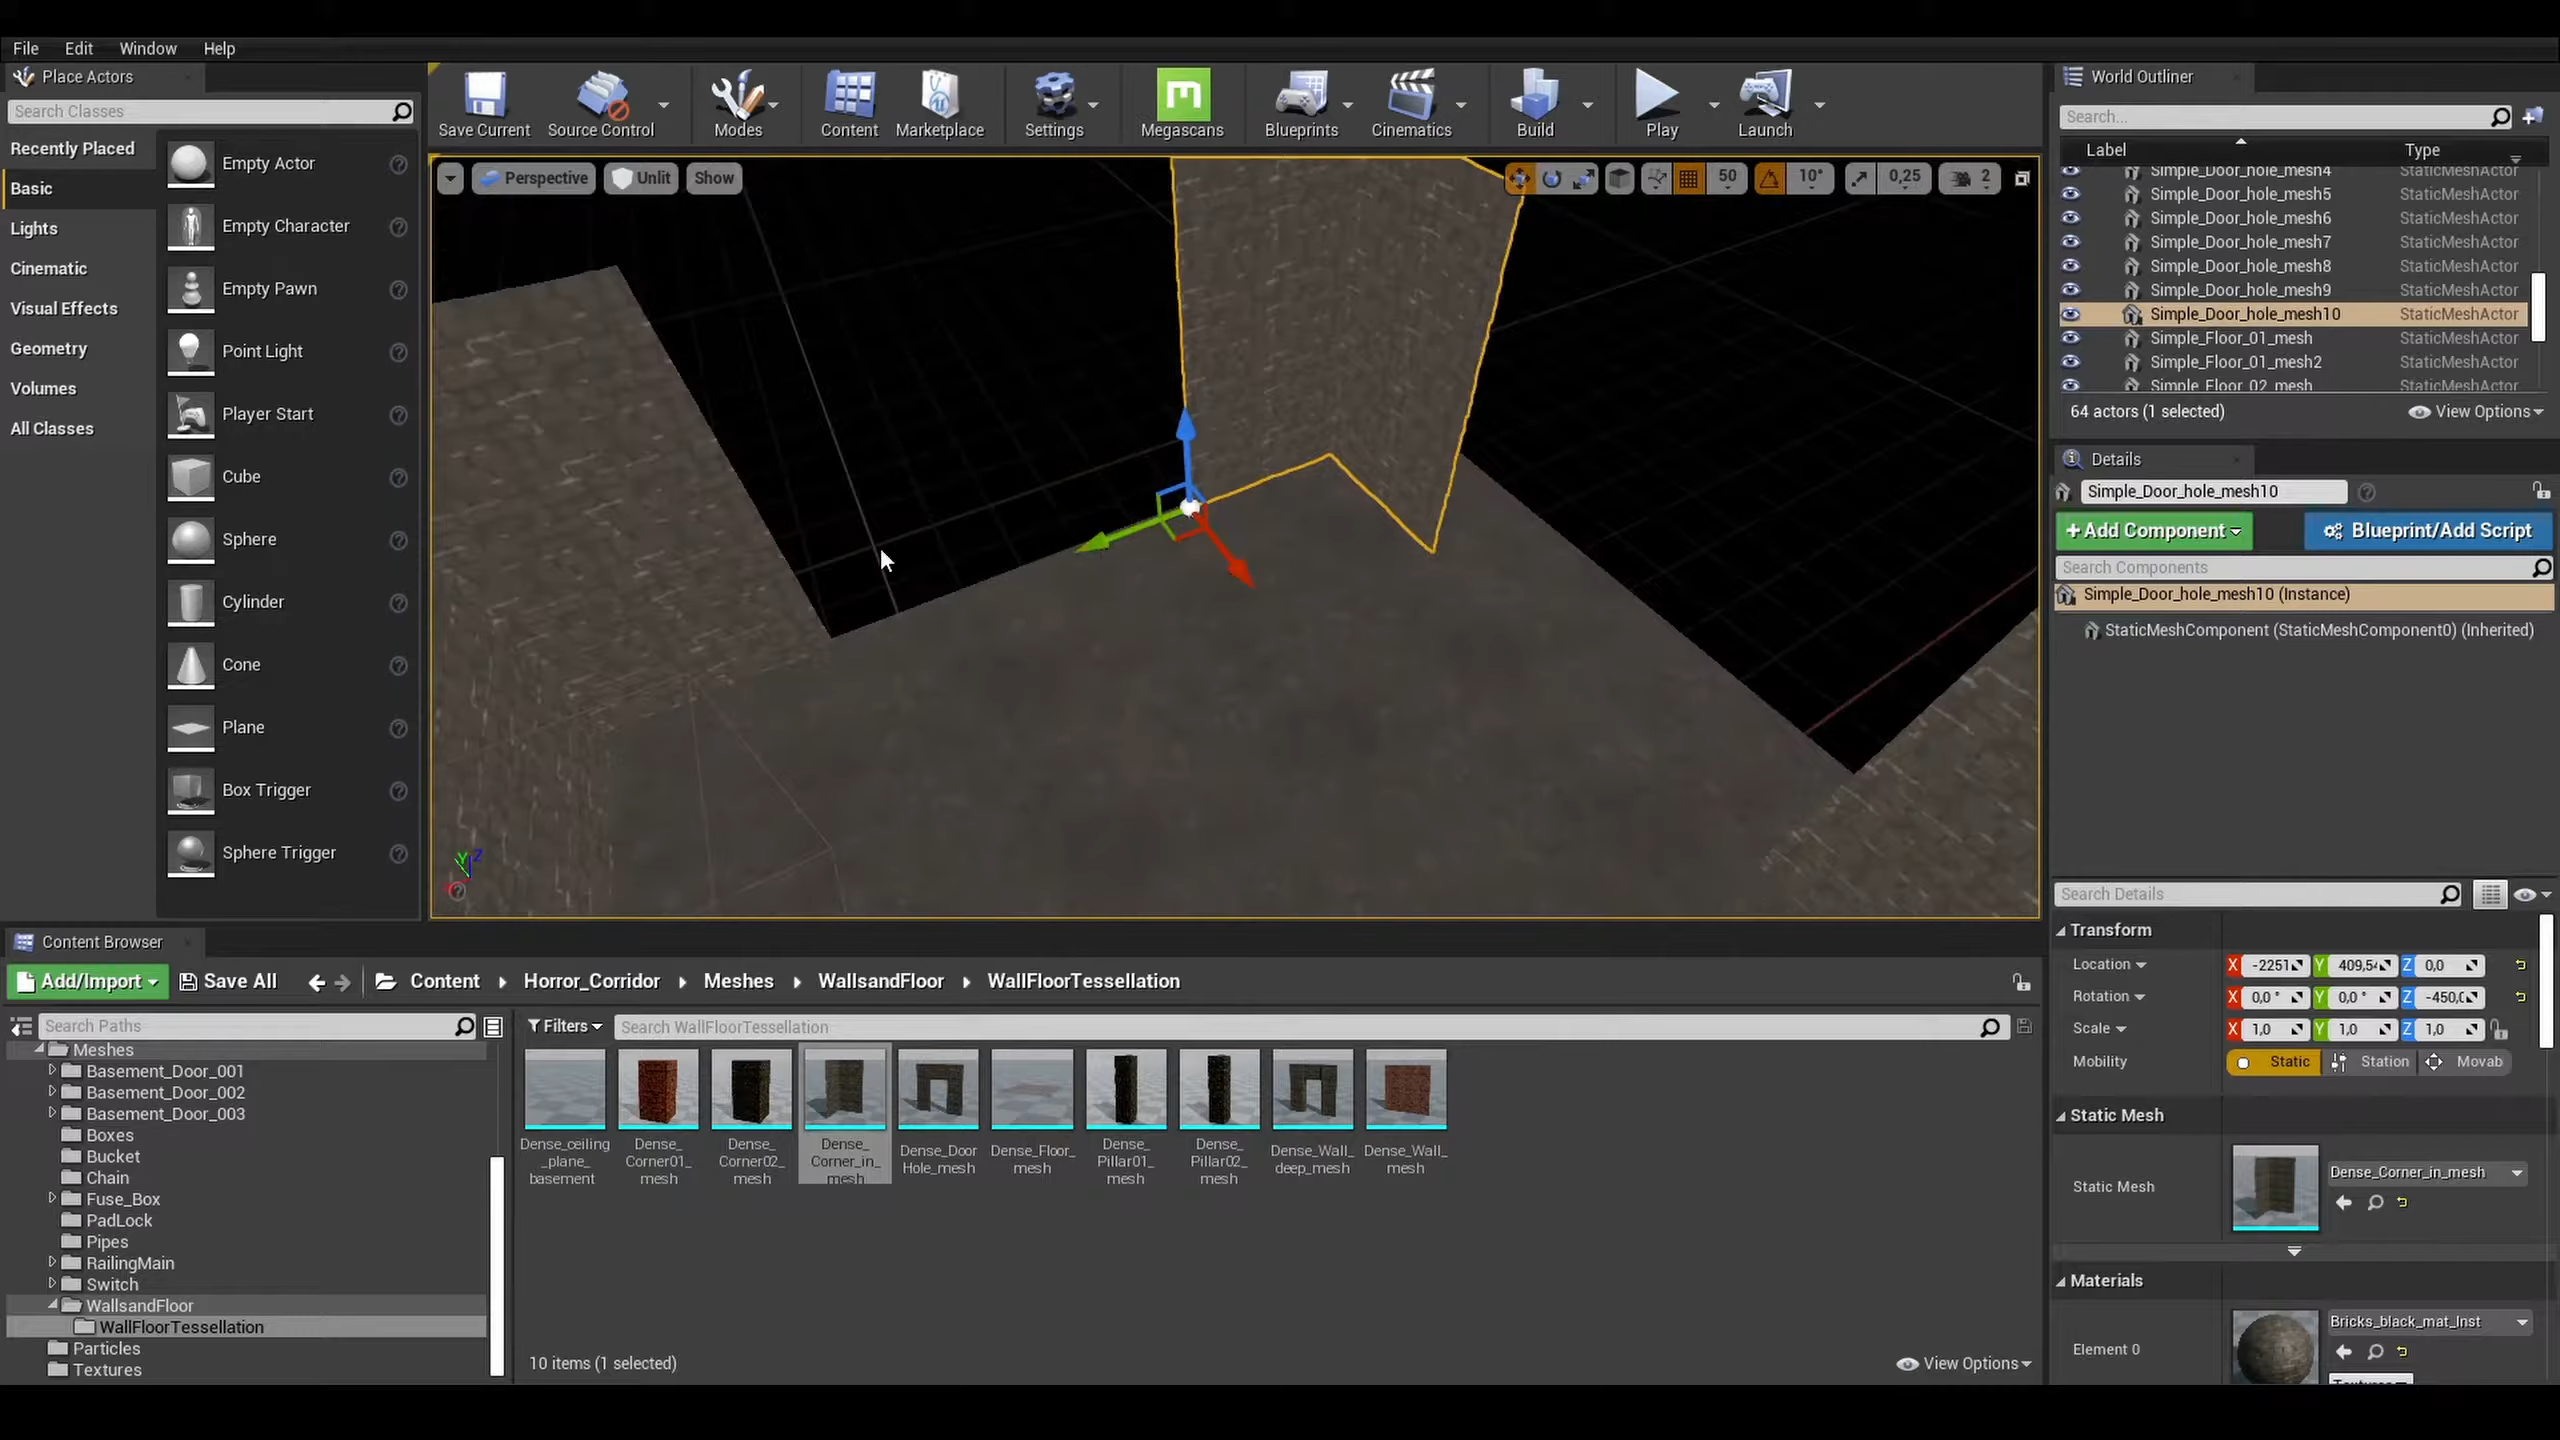 File Edit Window Help
Place Actors
Search Classes
Recently Placed
Basic
Lights
Cinematic
Visual Effects
Geometry
Volumes
All Classes
Empty Actor
Empty Character
Empty Pawn
Point Light
Player Start
Cube
Sphere
Cylinder
Cone
Plane
Box Trigger
Sphere Trigger
Save Current Source Control Modes Content Marketplace Settings Megascans Blueprints Cinematics Build Play Launch
Perspective Unlit Show
50 10° 0,25 2
World Outliner
Search...
Label Type
Simple_Door_hole_mesh4 StaticMeshActor
Simple_Door_hole_mesh5 StaticMeshActor
Simple_Door_hole_mesh6 StaticMeshActor
Simple_Door_hole_mesh7 StaticMeshActor
Simple_Door_hole_mesh8 StaticMeshActor
Simple_Door_hole_mesh9 StaticMeshActor
Simple_Door_hole_mesh10 StaticMeshActor
Simple_Floor_01_mesh StaticMeshActor
Simple_Floor_01_mesh2 StaticMeshActor
Simple_Floor_02_mesh StaticMeshActor
64 actors (1 selected) View Options
Details
Simple_Door_hole_mesh10
+Add Component Blueprint/Add Script
Search Components
Simple_Door_hole_mesh10 (Instance)
StaticMeshComponent (StaticMeshComponent0) (Inherited)
Search Details
Transform
Location X -2251 Y 409,5 Z 0,0
Rotation X 0,0 ° Y 0,0 ° Z -450,0
Scale X 1,0 Y 1,0 Z 1,0
Mobility Static Station Movab
Static Mesh
Static Mesh Dense_Corner_in_mesh
Materials
Element 0 Bricks_black_mat_Inst
Content Browser
Add/Import Save All Content Horror_Corridor Meshes WallsandFloor WallFloorTessellation
Search Paths
Filters Search WallFloorTessellation
Meshes
Basement_Door_001
Basement_Door_002
Basement_Door_003
Boxes
Bucket
Chain
Fuse_Box
PadLock
Pipes
RailingMain
Switch
WallsandFloor
WallFloorTessellation
Particles
Textures
Dense_ceiling
_plane_
basement
Dense_
Corner01_
mesh
Dense_
Corner02_
mesh
Dense_
Corner_in_
mesh
Dense_Door
Hole_mesh
Dense_Floor_
mesh
Dense_
Pillar01_
mesh
Dense_
Pillar02_
mesh
Dense_Wall_
deep_mesh
Dense_Wall_
mesh
10 items (1 selected) View Options